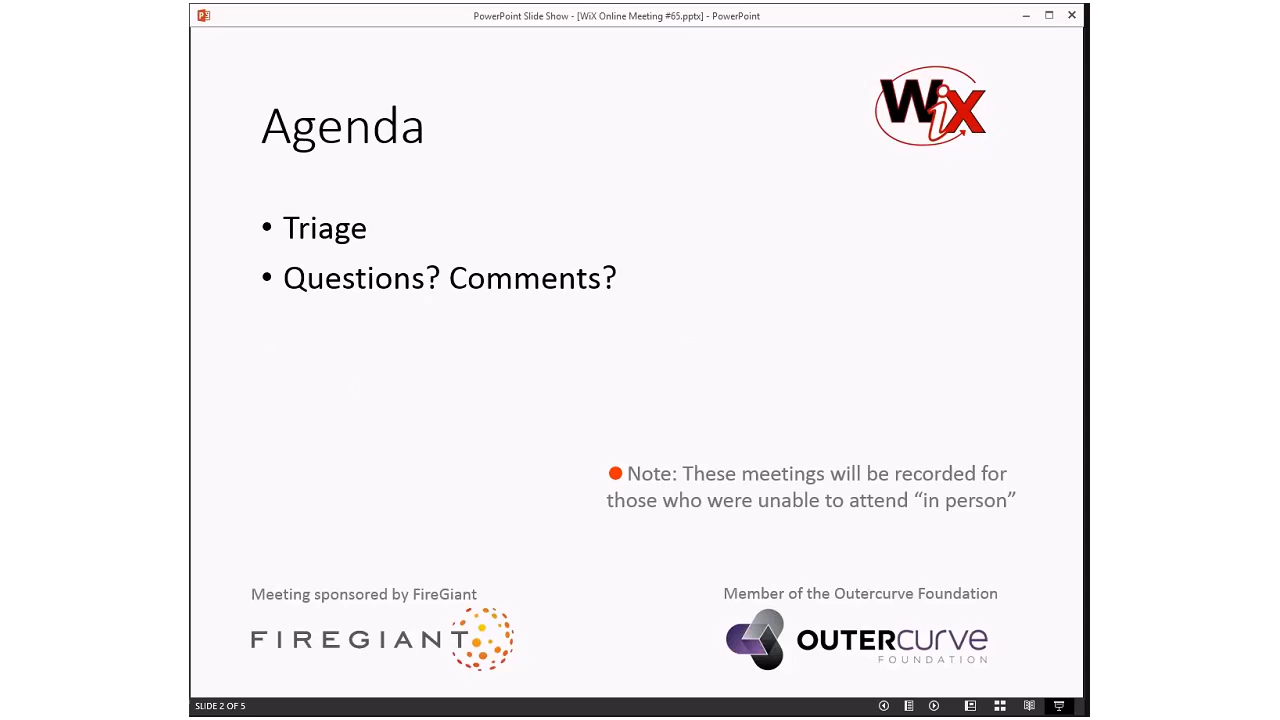 PowerPoint Slide Show - [WiX Online Meeting #65.pptx] - PowerPoint
WiX
Agenda
• Triage
• Questions? Comments?
Note: These meetings will be recorded for
those who were unable to attend “in person”
Meeting sponsored by FireGiant
FIREGIANT
Member of the Outercurve Foundation
OUTERCURVE
FOUNDATION
SLIDE 2 OF 5